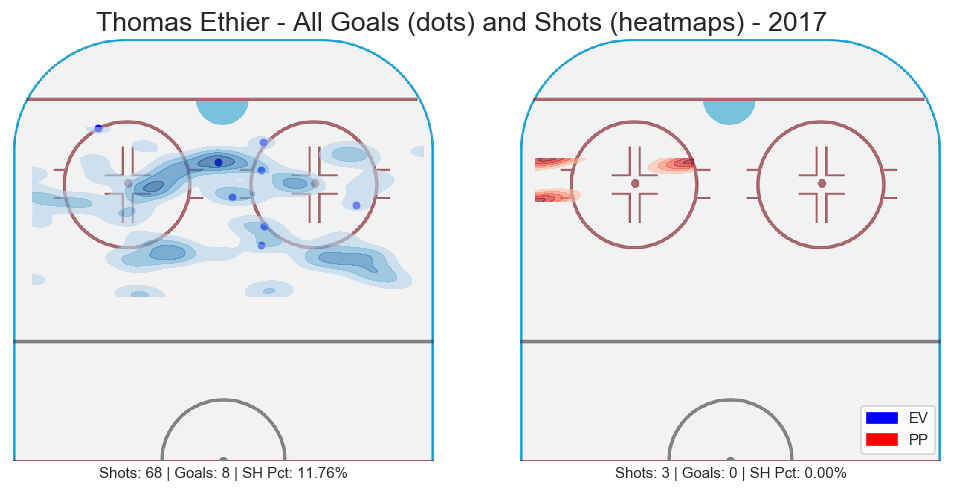 Thomas Ethier - All Goals (dots) and Shots (heatmaps) - 2017
EV
PP
Shots: 68 | Goals: 8 | SH Pct: 11.76%
Shots: 3 | Goals: 0 | SH Pct: 0.00%